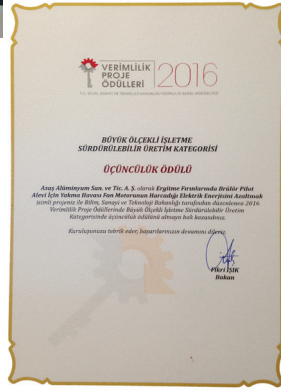 VERİMLİLİK
PROJE
ÖDÜLLERİ
2016
BÜYÜK ÖLÇEKLİ İŞLETME
SÜRDÜRÜLEBİLİR ÜRETİM KATEGORİSİ
ÜÇÜNCÜLÜK ÖDÜLÜ
Alüminyum San. ve Tic. A. Ş. olarak Ergitme Fırınlarında Brülör Pilot
Alevi İçin Yakma Havası Fan Motorunun Harcadığı Elektrik Enerjisini Azaltmak
isimli projeniz ile Bilim, Sanayi ve Teknoloji Bakanlığı tarafından düzenlenen 2016
Verimlilik Proje Ödüllerinde Büyük Ölçekli İşletme Sürdürülebilir Üretim
Kategorisinde üçüncülük ödülünü almaya hak kazandınız.
Kuruluşunuzu tebrik eder, başarılarınızın devamını dileriz.
Fikri IŞIK
Bakan